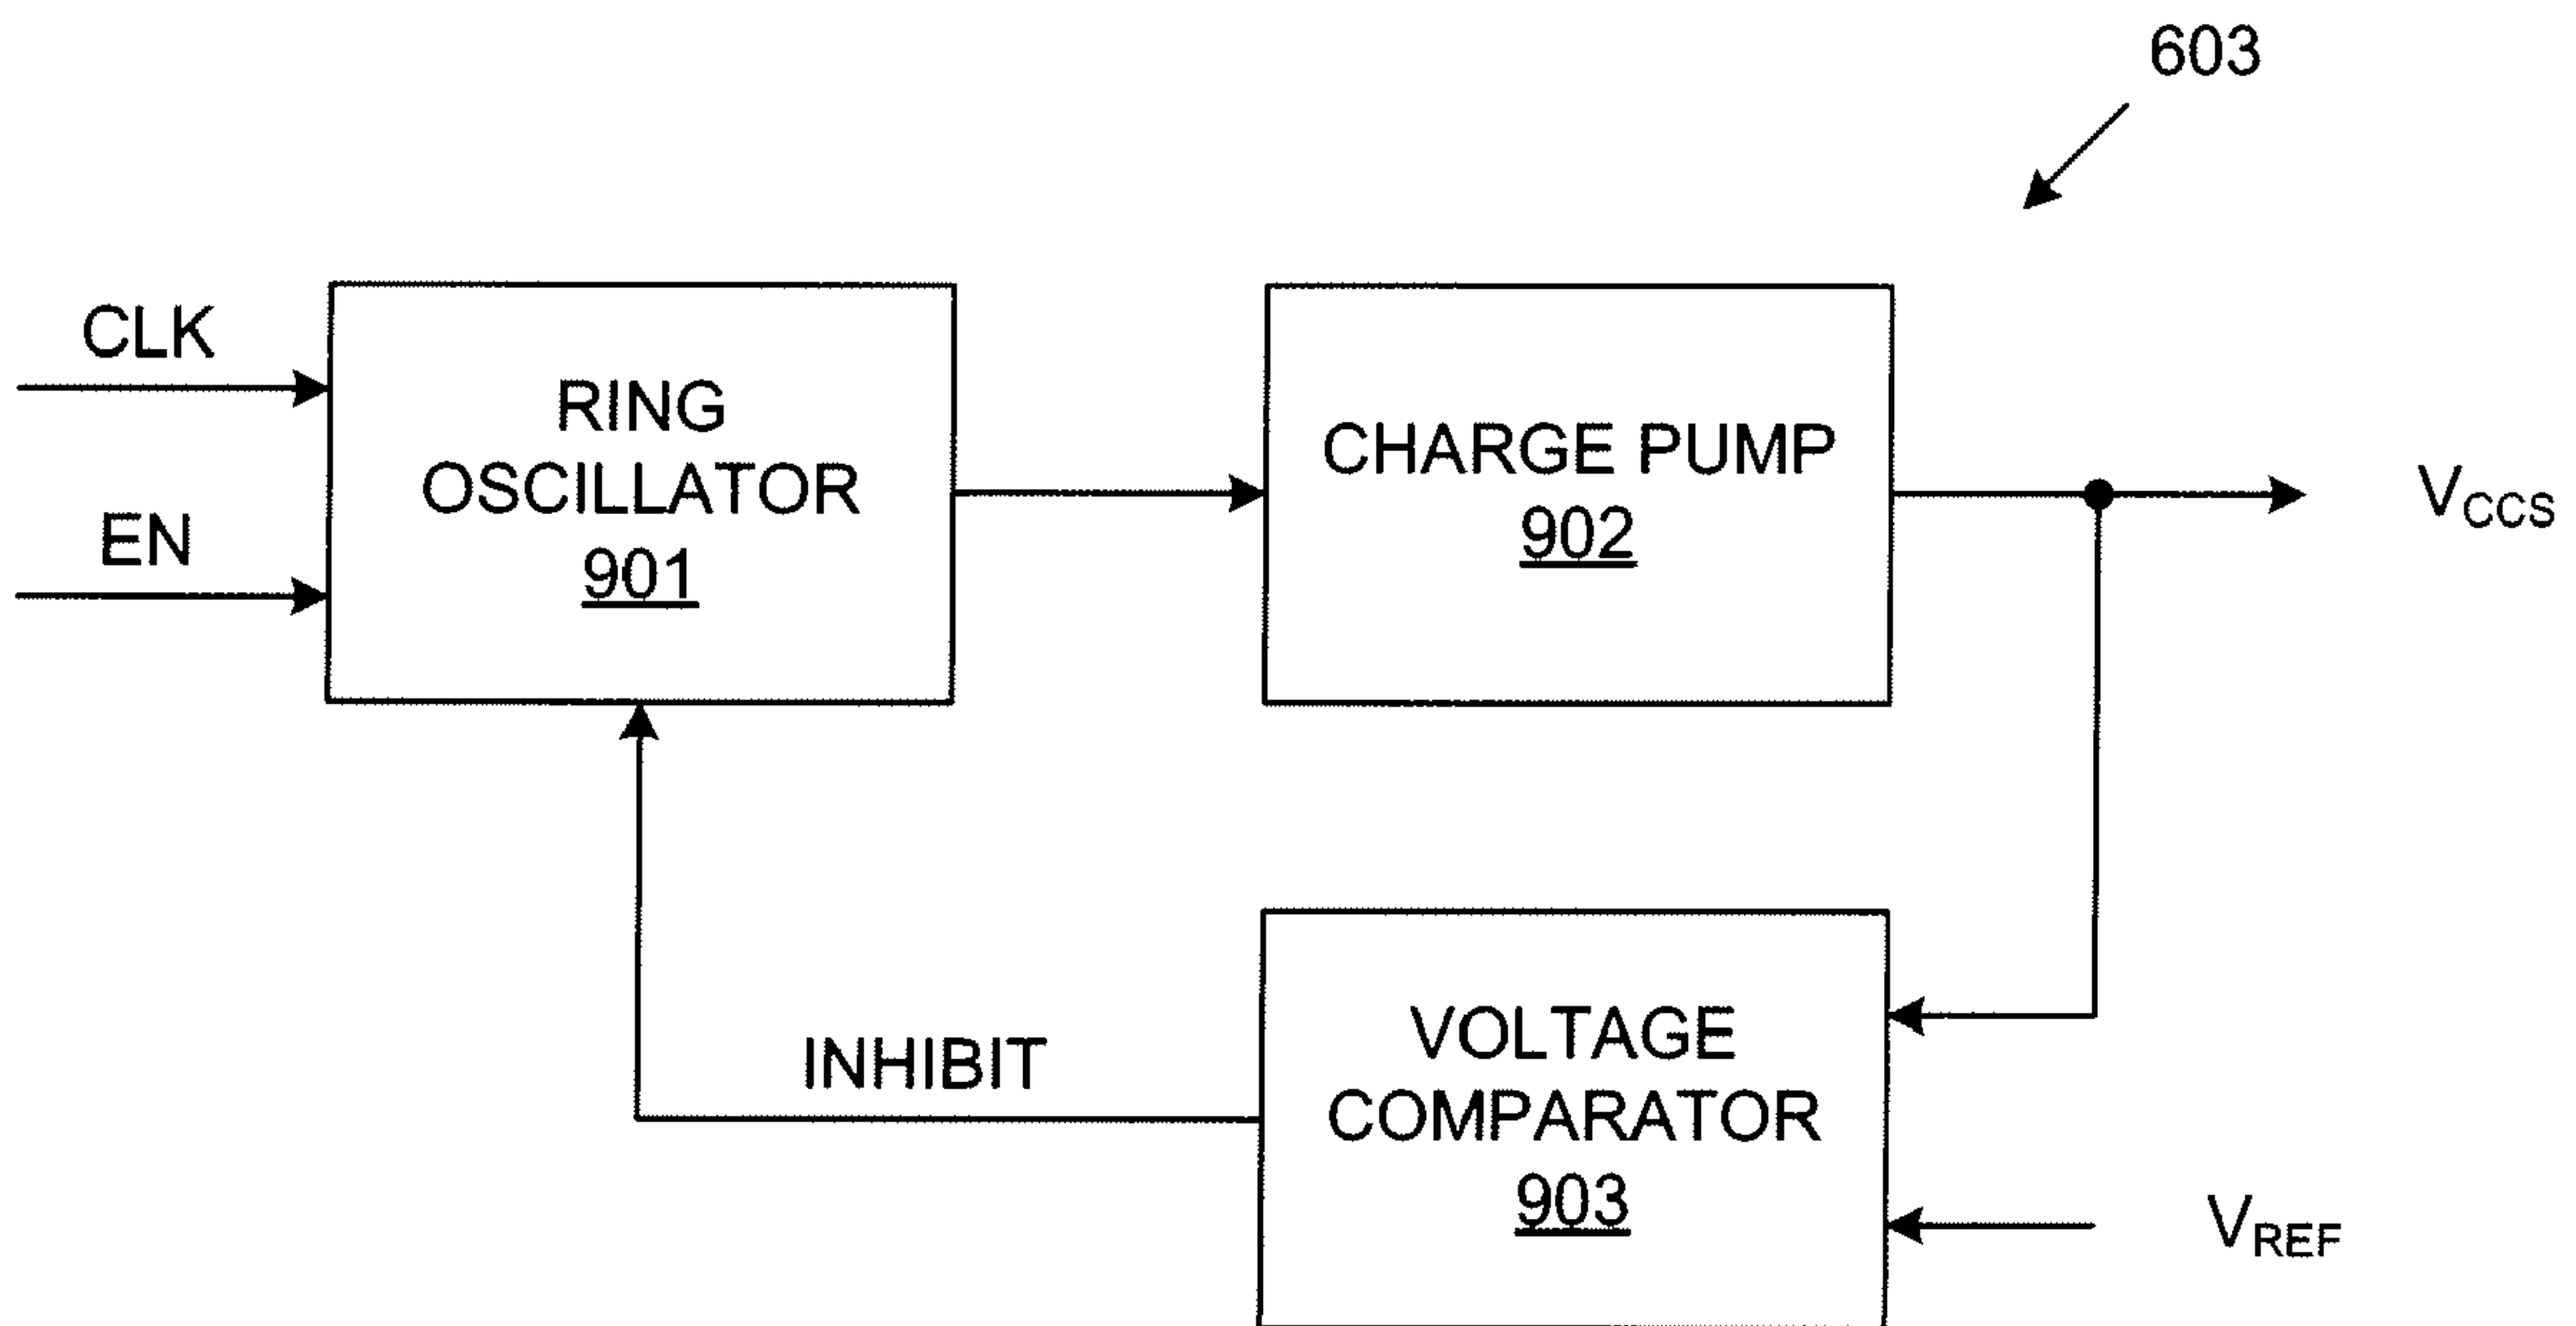 603
CLK
EN
RING
OSCILLATOR
901
CHARGE PUMP
902
VCCS
INHIBIT
VOLTAGE
COMPARATOR
903
VREF